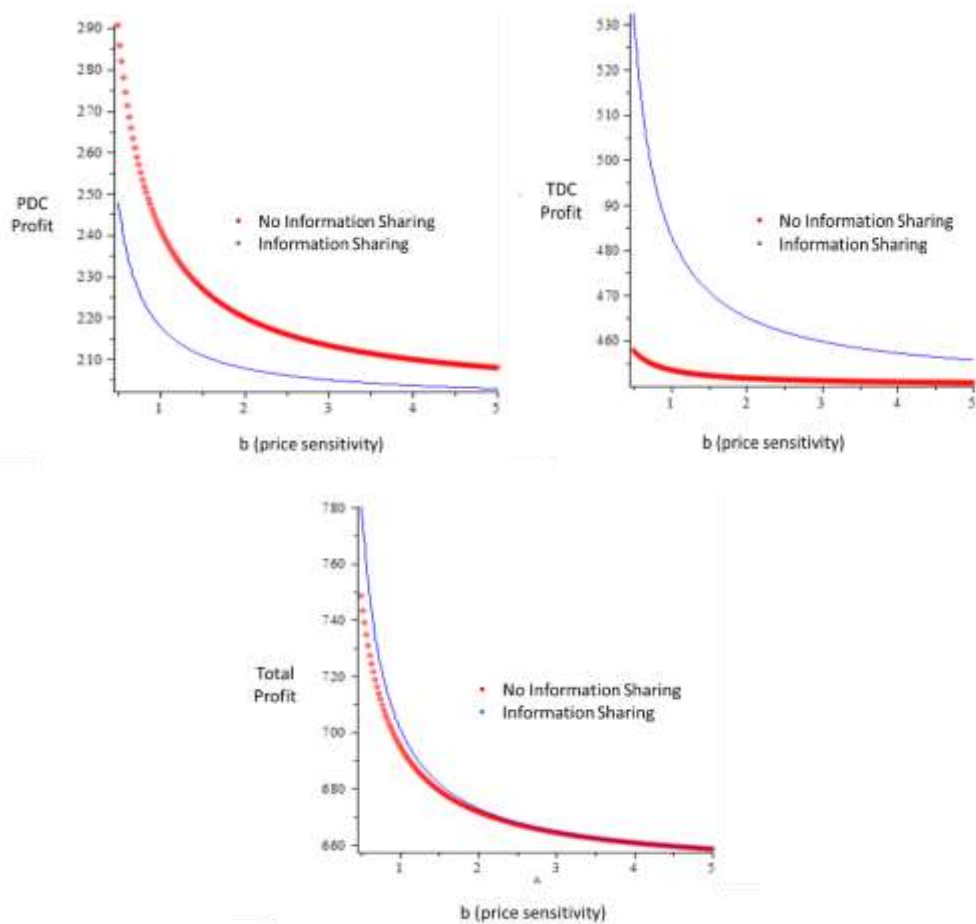 290
280
270
260
250
240
230
220
210
PDC
Profit
No Information Sharing
Information Sharing
1
2
3
4
5
b (price sensitivity)
530
520
510
500
490
480
470
460
TDC
Profit
No Information Sharing
Information Sharing
1
2
3
4
5
b (price sensitivity)
780
760
740
720
700
680
660
Total
Profit
No Information Sharing
Information Sharing
1
2
3
4
5
b (price sensitivity)